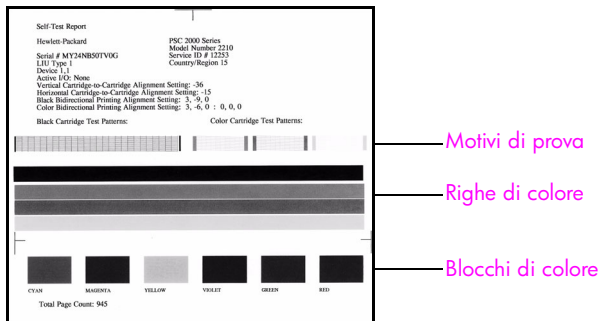 Self-Test Report
Hewlett-Packard
PSC 2000 Series
Model Number 2210
Serial # MY24NB50TV0G
Service ID # 12253
LIU Type 1
Country/Region 15
Device 1,1
Active I/O: None
Vertical Cartridge-to-Cartridge Alignment Setting: -36
Horizontal Cartridge-to-Cartridge Alignment Setting: -15
Black Bidirectional Printing Alignment Setting: 3, -9, 0
Color Bidirectional Printing Alignment Setting: 3, -6, 0 : 0, 0, 0
Black Cartridge Test Patterns:
Color Cartridge Test Patterns:
Motivi di prova
Righe di colore
Blocchi di colore
CYAN MAGENTA YELLOW VIOLET GREEN RED
Total Page Count: 945